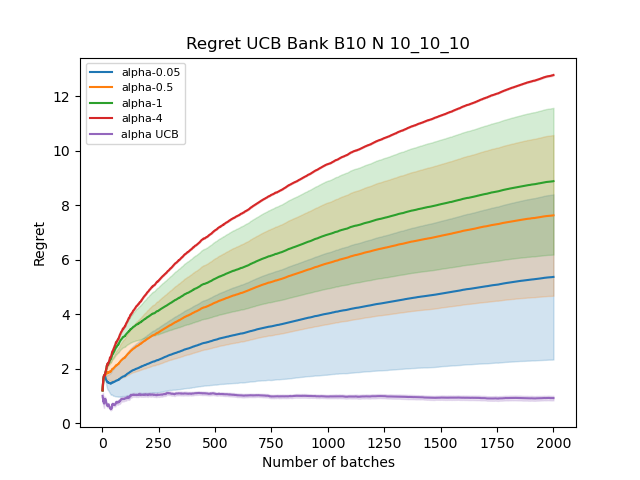 Regret UCB Bank B10 N 10_10_10
alpha-0.05
alpha-0.5
alpha-1
alpha-4
alpha UCB
12
10
8
6
4
2
0
Regret
0 250 500 750 1000 1250 1500 1750 2000
Number of batches